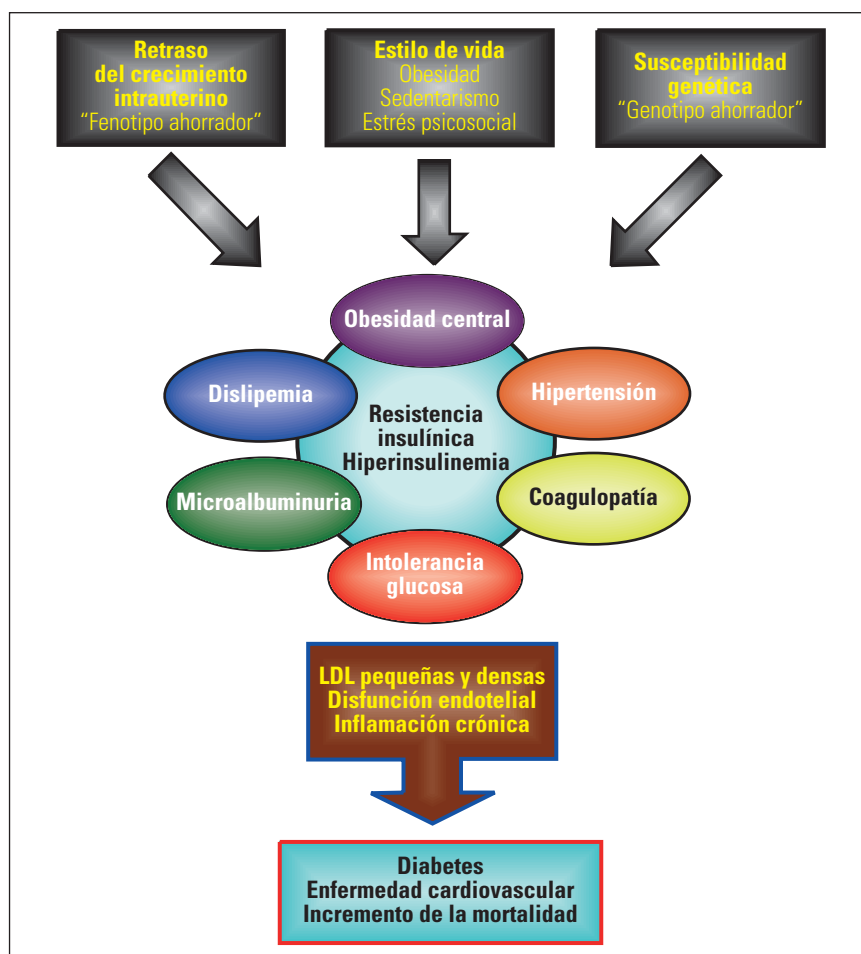 Retraso
del crecimiento
intrauterino
“Fenotipo ahorrador”
Estilo de vida
Obesidad
Sedentarismo
Estrés psicosocial
Susceptibilidad
genética
“Genotipo ahorrador”
Obesidad central
Dislipemia
Hipertensión
Resistencia
insulínica
Hiperinsulinemia
Microalbuminuria
Coagulopatía
Intolerancia
glucosa
LDL pequeñas y densas
Disfunción endotelial
Inflamación crónica
Diabetes
Enfermedad cardiovascular
Incremento de la mortalidad